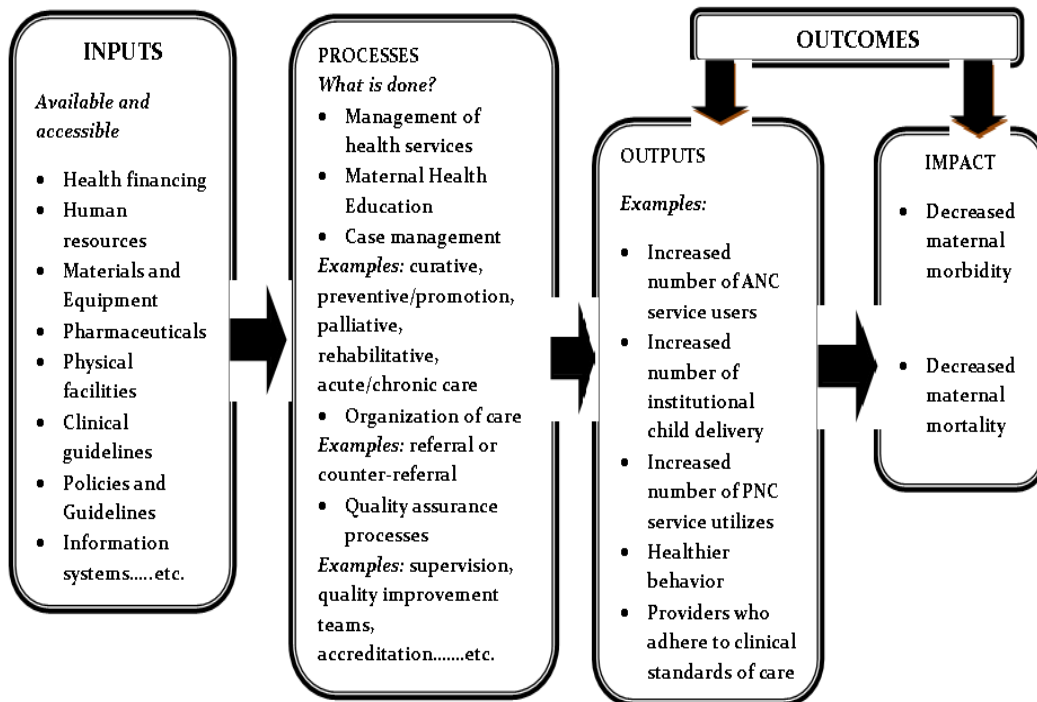 INPUTS
Available and
accessible
• Health financing
• Human
resources
• Materials and
Equipment
• Pharmaceuticals
• Physical
facilities
• Clinical
guidelines
• Policies and
Guidelines
• Information
systems.....etc.
PROCESSES
What is done?
• Management of
health services
• Maternal Health
Education
• Case management
Examples: curative,
preventive/promotion,
palliative,
rehabilitative,
acute/chronic care
• Organization of care
Examples: referral or
counter-referral
• Quality assurance
processes
Examples: supervision,
quality improvement
teams,
accreditation.......etc.
OUTCOMES
OUTPUTS
Examples:
• Increased
number of ANC
service users
• Increased
number of
institutional
child delivery
• Increased
number of PNC
service utilizes
• Healthier
behavior
• Providers who
adhere to clinical
standards of care
IMPACT
• Decreased
maternal
morbidity
• Decreased
maternal
mortality